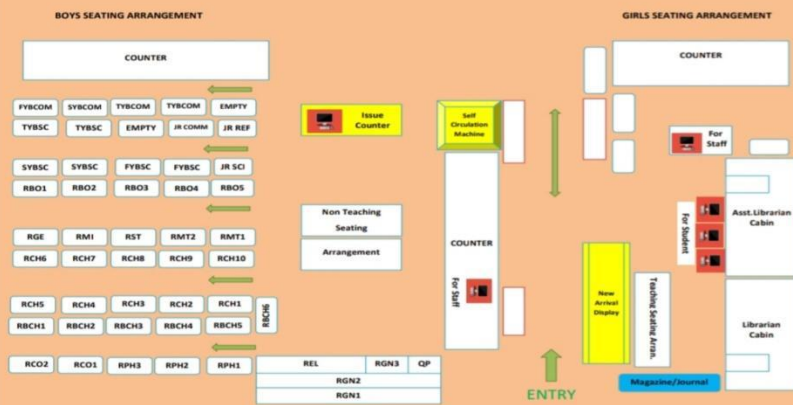 BOYS SEATING ARRANGEMENT
GIRLS SEATING ARRANGEMENT
COUNTER
COUNTER
FYBCOM SYBCOM TYBCOM TYBCOM EMPTY
TYBSC TYBSC EMPTY JR COMM JR REF
Issue
Counter
Self
Circulation
Machine
For
Staff
SYBSC SYBSC FYBSC FYBSC JR SCI
RBO1 RBO2 RBO3 RBO4 RBO5
Non Teaching
Seating
Arrangement
COUNTER
For Staff
For Student
Asst.Librarian
Cabin
RGE RMI RST RMT2 RMT1
RCH6 RCH7 RCH8 RCH9 RCH10
RCH5 RCH4 RCH3 RCH2 RCH1
RBCH1 RBCH2 RBCH3 RBCH4 RBCH5
RBCH6
New
Arrival
Display
Teaching Seating Arran.
Librarian
Cabin
RCO2 RCO1 RPH3 RPH2 RPH1
REL RGN3 QP
RGN2
RGN1
ENTRY
Magazine/Journal